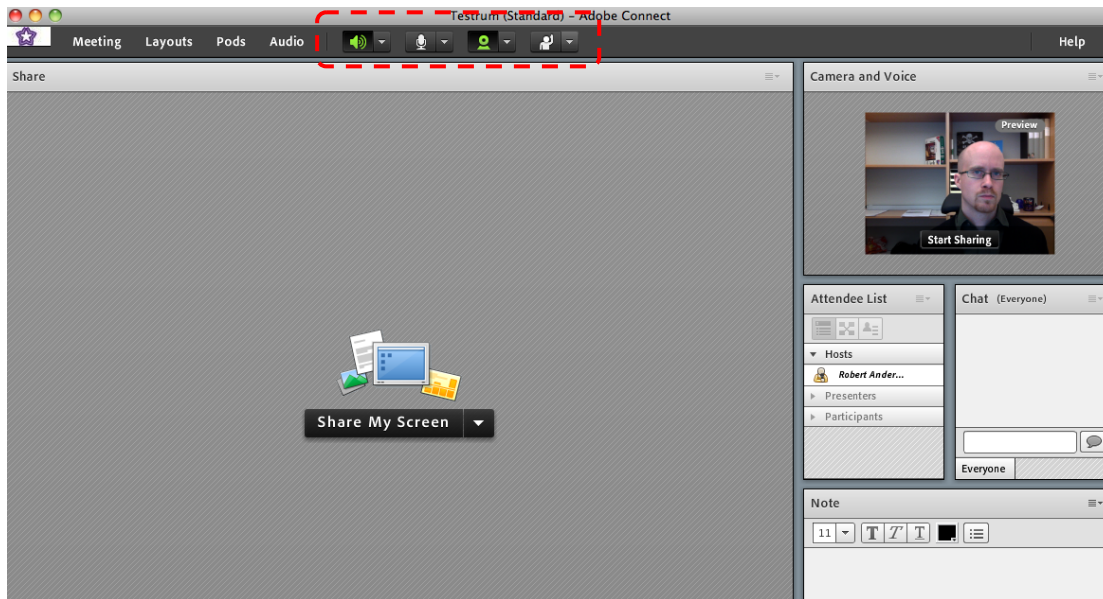 Testrum (Standard) – Adobe Connect
Meeting Layouts Pods Audio Help
Share
Share My Screen
Camera and Voice
Preview
Start Sharing
Attendee List
Hosts
Robert Ander...
Presenters
Participants
Chat (Everyone)
Everyone
Note
11 T T T